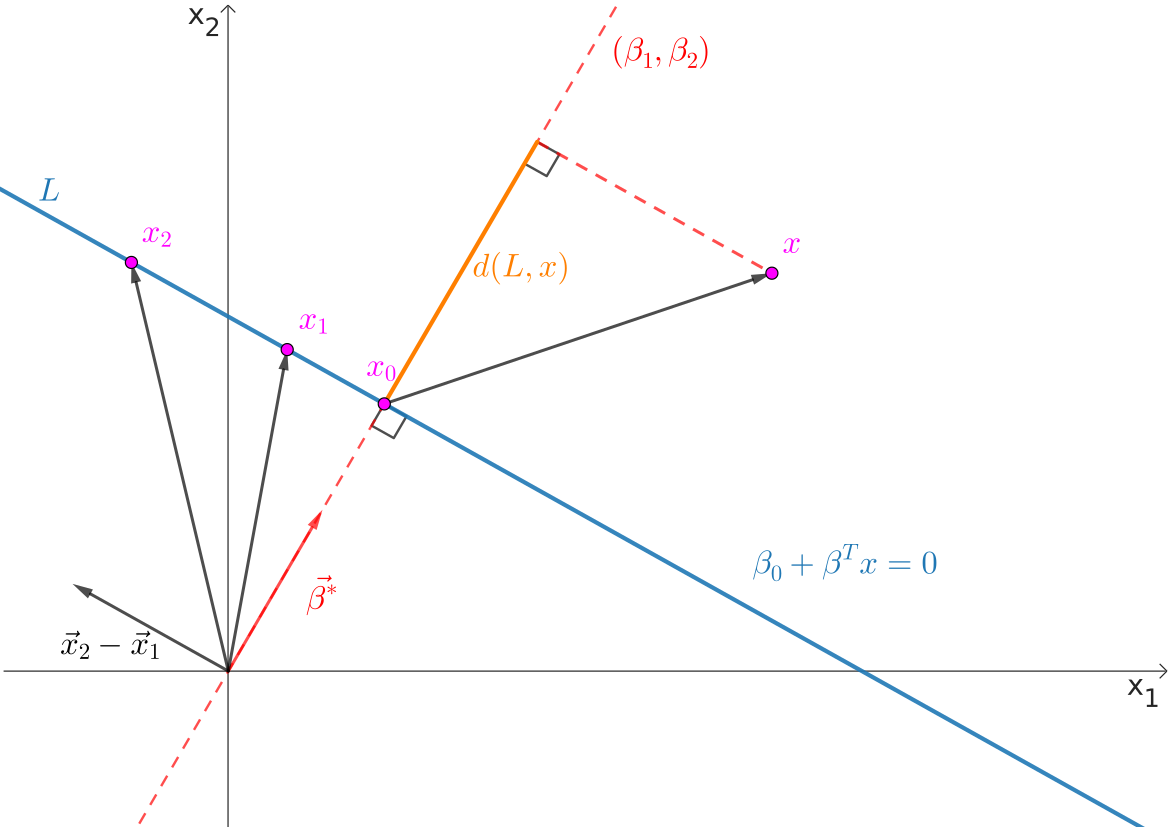 x₂
(β₁, β₂)
L
x₂
x
d(L, x)
x₁
x₀
β₀ + βᵀx = 0
β⃗*
x⃗₂ − x⃗₁
x₁